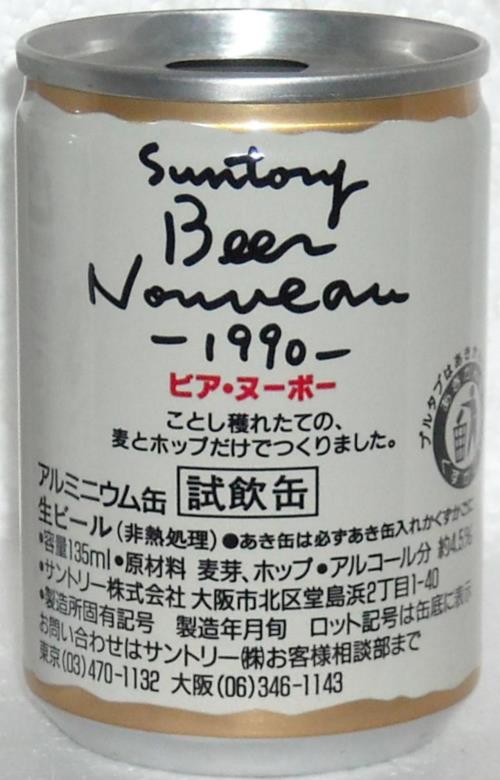 Suntory
Beer
Nouveau
-1990-
ビア・ヌーボー
ことし穫れたての、
麦とホップだけでつくりました。
アルミニウム缶 試飲缶
生ビール (非熱処理) ●あき缶は必ずあき缶入れかくずかごに
•容量135ml•原材料 麦芽、ホップ•アルコール分 約4.5%
•サントリー株式会社 大阪市北区堂島浜2丁目1-40
•製造所固有記号 製造年月旬 ロット記号は缶底に表示
お問い合わせはサントリー㈱お客様相談部まで
東京(03)470-1132 大阪(06)346-1143
プルタブはあき